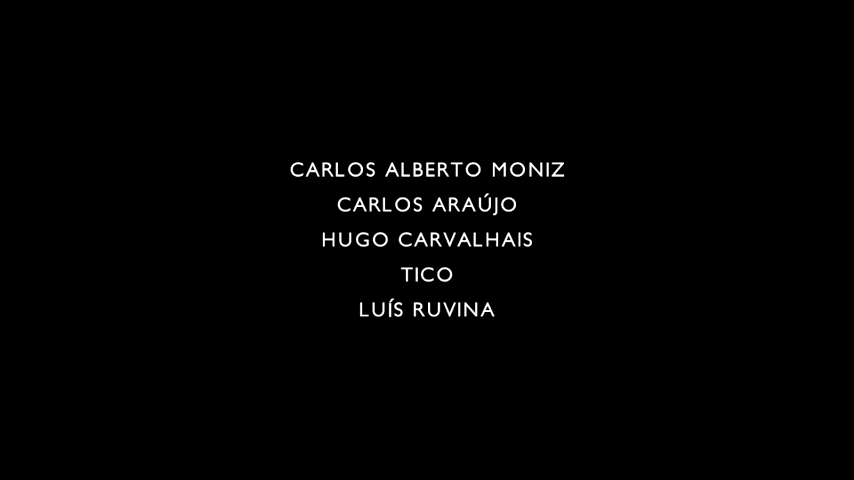 CARLOS ALBERTO MONIZ
CARLOS ARAÚJO
HUGO CARVALHAIS
TICO
LUÍS RUVINA